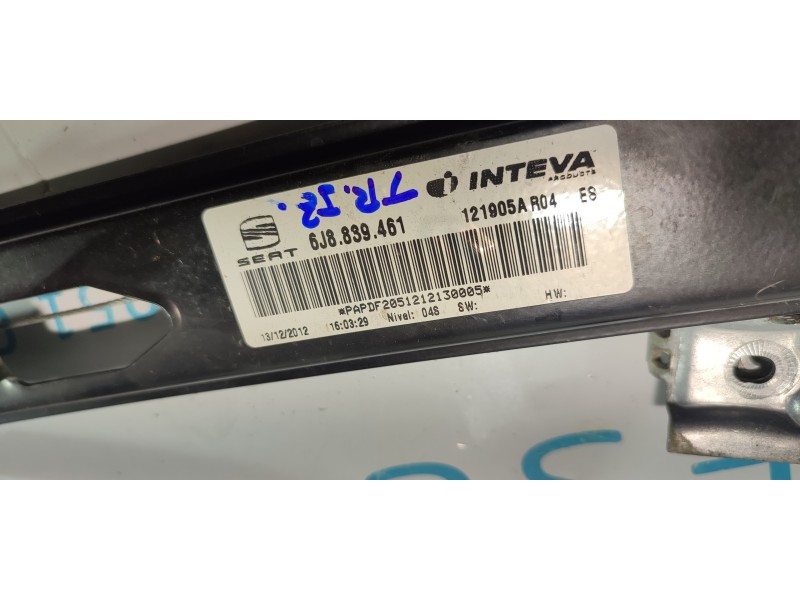 TR.IZ.
INTEVA
PRODUCTS
SEAT
6J8.839.461
121905A R04 E8
*PAPDF2051212130005*
13/12/2012 16:03:29 Nivel: 04S SW: HW: